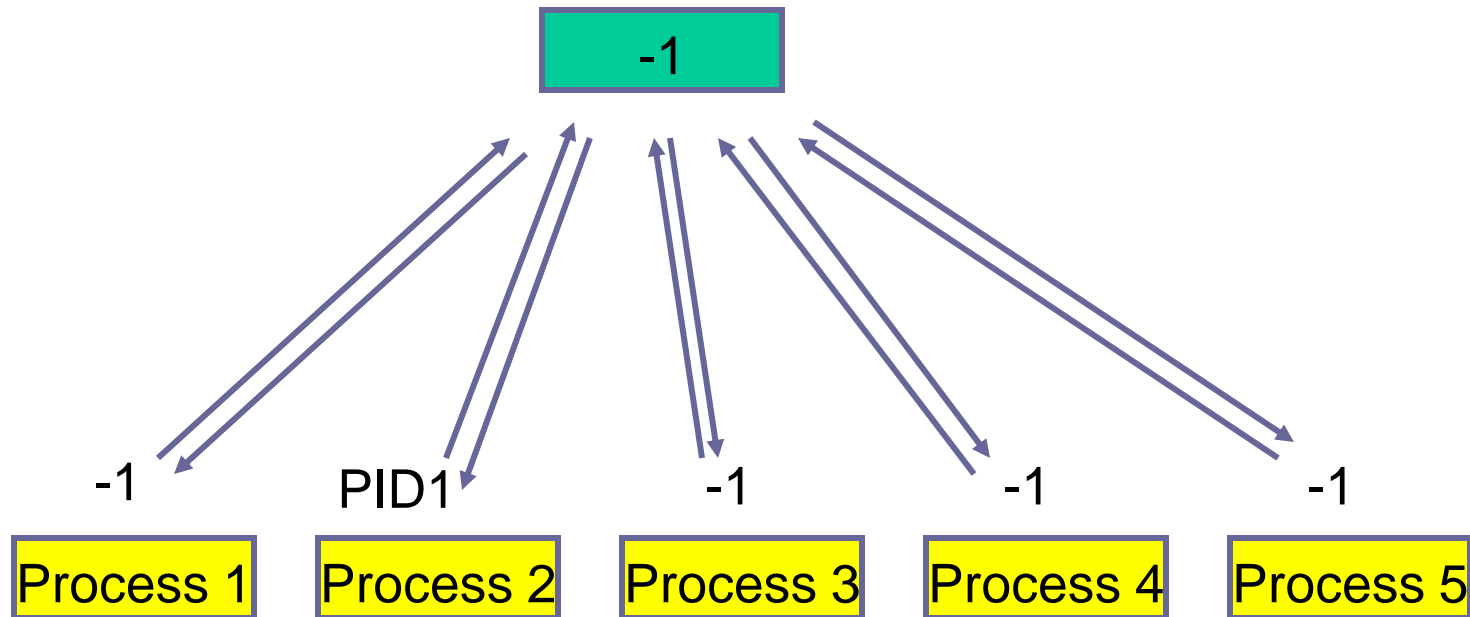 -1
-1
PID1
-1
-1
-1
Process 1
Process 2
Process 3
Process 4
Process 5